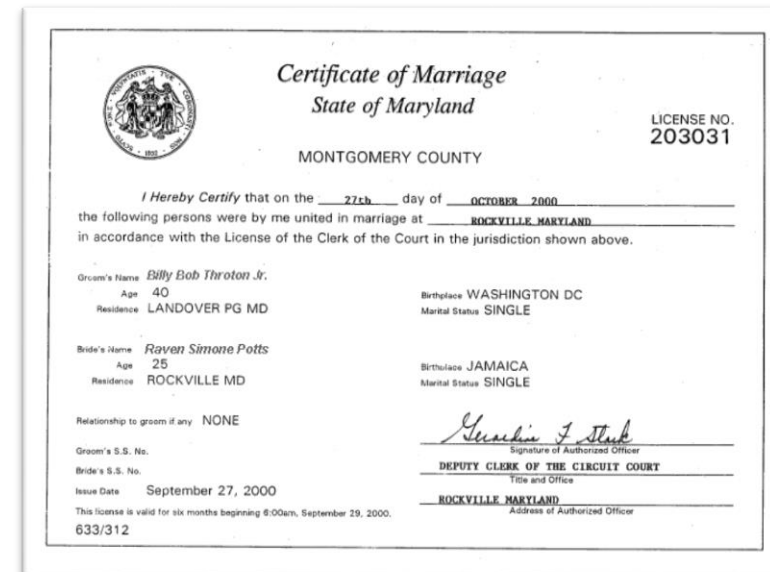 Certificate of Marriage
State of Maryland
LICENSE NO.
203031
MONTGOMERY COUNTY
I Hereby Certify that on the 27th day of OCTOBER 2000
the following persons were by me united in marriage at ROCKVILLE MARYLAND
in accordance with the License of the Clerk of the Court in the jurisdiction shown above.
Groom's Name Billy Bob Throton Jr.
Age 40 Birthplace WASHINGTON DC
Residence LANDOVER PG MD Marital Status SINGLE
Bride's Name Raven Simone Potts
Age 25 Birthplace JAMAICA
Residence ROCKVILLE MD Marital Status SINGLE
Relationship to groom if any NONE
Groom's S.S. No.
Signature of Authorized Officer
Bride's S.S. No.
DEPUTY CLERK OF THE CIRCUIT COURT
Title and Office
Issue Date September 27, 2000
ROCKVILLE MARYLAND
This license is valid for six months beginning 6:00am, September 29, 2000.
Address of Authorized Officer
633/312